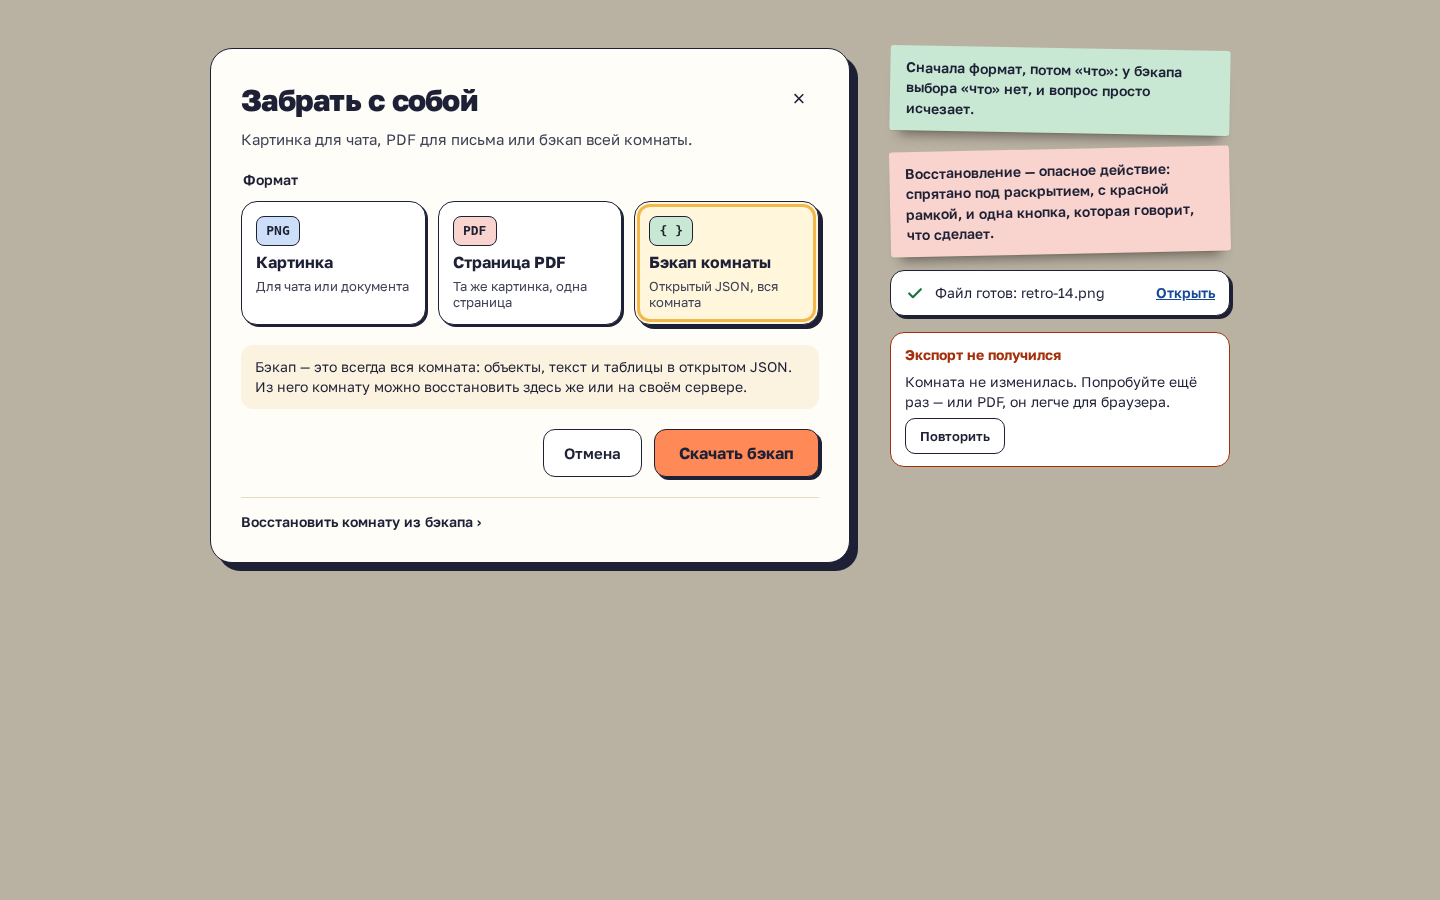 Забрать с собой
×
Картинка для чата, PDF для письма или бэкап всей комнаты.
Формат
PNG
Картинка
Для чата или документа
PDF
Страница PDF
Та же картинка, одна
страница
{ }
Бэкап комнаты
Открытый JSON, вся
комната
Бэкап — это всегда вся комната: объекты, текст и таблицы в открытом JSON.
Из него комнату можно восстановить здесь же или на своём сервере.
Отмена
Скачать бэкап
Восстановить комнату из бэкапа ›
Сначала формат, потом «что»: у бэкапа
выбора «что» нет, и вопрос просто
исчезает.
Восстановление — опасное действие:
спрятано под раскрытием, с красной
рамкой, и одна кнопка, которая говорит,
что сделает.
Файл готов: retro-14.png
Открыть
Экспорт не получился
Комната не изменилась. Попробуйте ещё
раз — или PDF, он легче для браузера.
Повторить